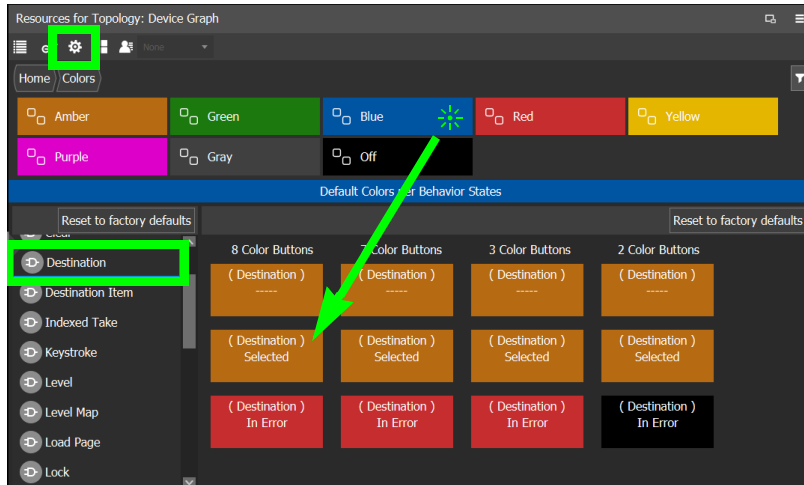 Resources for Topology: Device Graph
None
Home Colors
Amber Green Blue Red Yellow
Purple Gray Off
Default Colors per Behavior States
Reset to factory defaults Reset to factory defaults
Clear
Destination
Destination Item
Indexed Take
Keystroke
Level
Level Map
Load Page
Lock
8 Color Buttons 7 Color Buttons 3 Color Buttons 2 Color Buttons
( Destination ) ( Destination ) ( Destination ) ( Destination )
----- ----- ----- -----
( Destination ) ( Destination ) ( Destination ) ( Destination )
Selected Selected Selected Selected
( Destination ) ( Destination ) ( Destination ) ( Destination )
In Error In Error In Error In Error